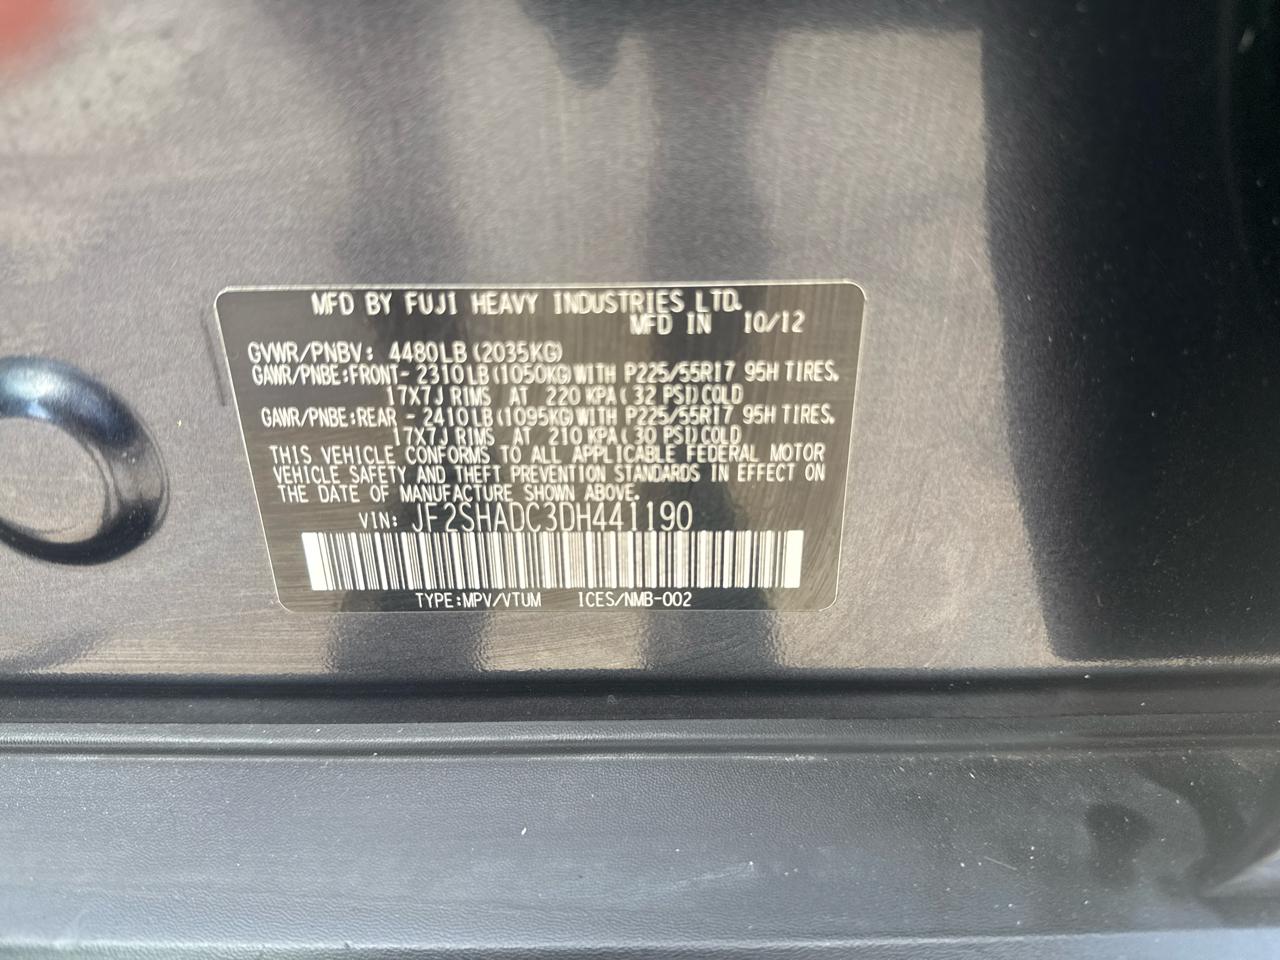 MFD BY FUJI HEAVY INDUSTRIES LTD.
MFD IN 10/12
GVWR/PNBV: 4480LB (2035KG)
GAWR/PNBE:FRONT- 2310LB (1050KG)WITH P225/55R17 95H TIRES.
17X7J RIMS AT 220 KPA( 32 PSI)COLD
GAWR/PNBE:REAR - 2410LB (1095KG)WITH P225/55R17 95H TIRES.
17X7J RIMS AT 210 KPA( 30 PSI)COLD
THIS VEHICLE CONFORMS TO ALL APPLICABLE FEDERAL MOTOR
VEHICLE SAFETY AND THEFT PREVENTION STANDARDS IN EFFECT ON
THE DATE OF MANUFACTURE SHOWN ABOVE.
VIN: JF2SHADC3DH441190
TYPE:MPV/VTUM ICES/NMB-002